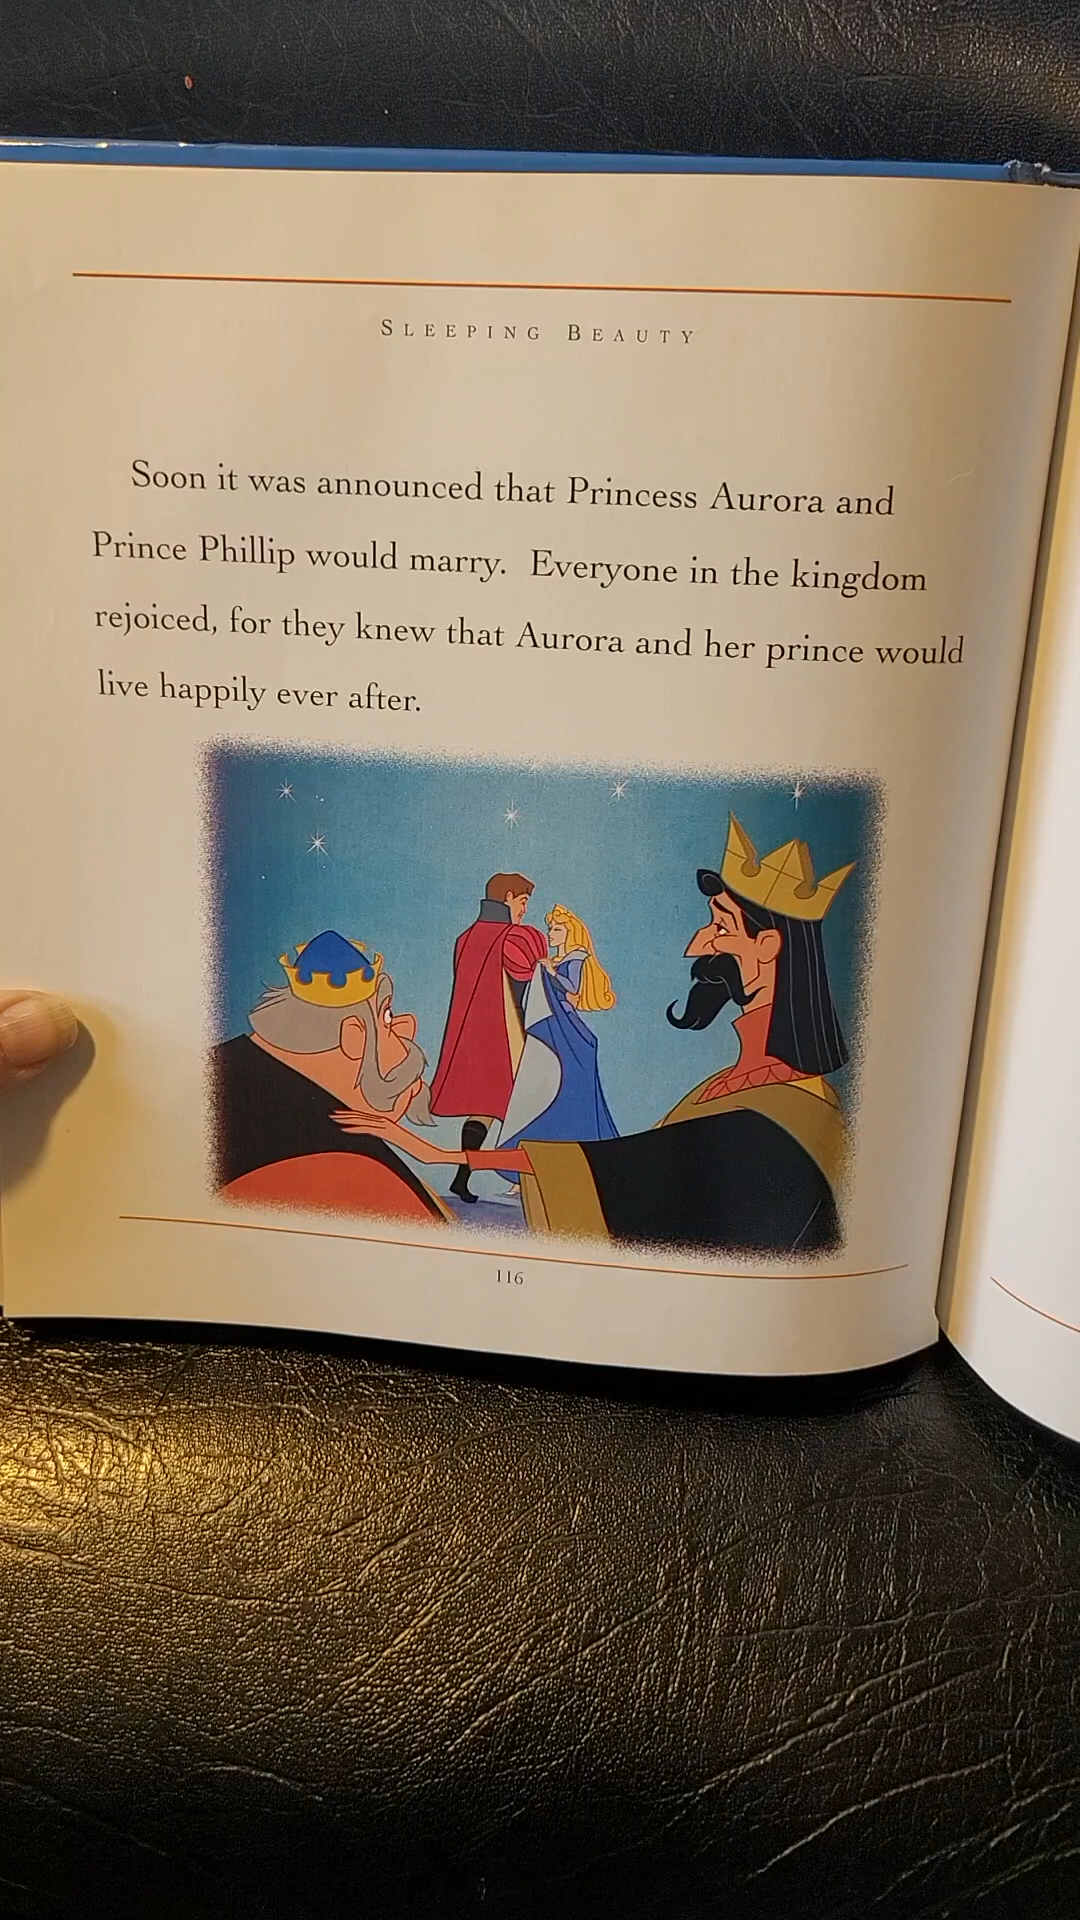 SLEEPING BEAUTY
Soon it was announced that Princess Aurora and
Prince Phillip would marry. Everyone in the kingdom
rejoiced, for they knew that Aurora and her prince would
live happily ever after.
116